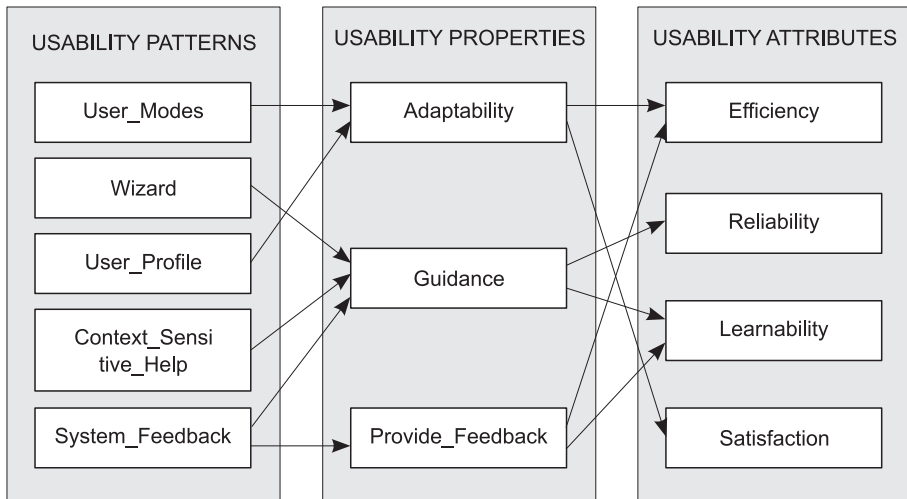 USABILITY PATTERNS
User_Modes
Wizard
User_Profile
Context_Sensi
tive_Help
System_Feedback
USABILITY PROPERTIES
Adaptability
Guidance
Provide_Feedback
USABILITY ATTRIBUTES
Efficiency
Reliability
Learnability
Satisfaction